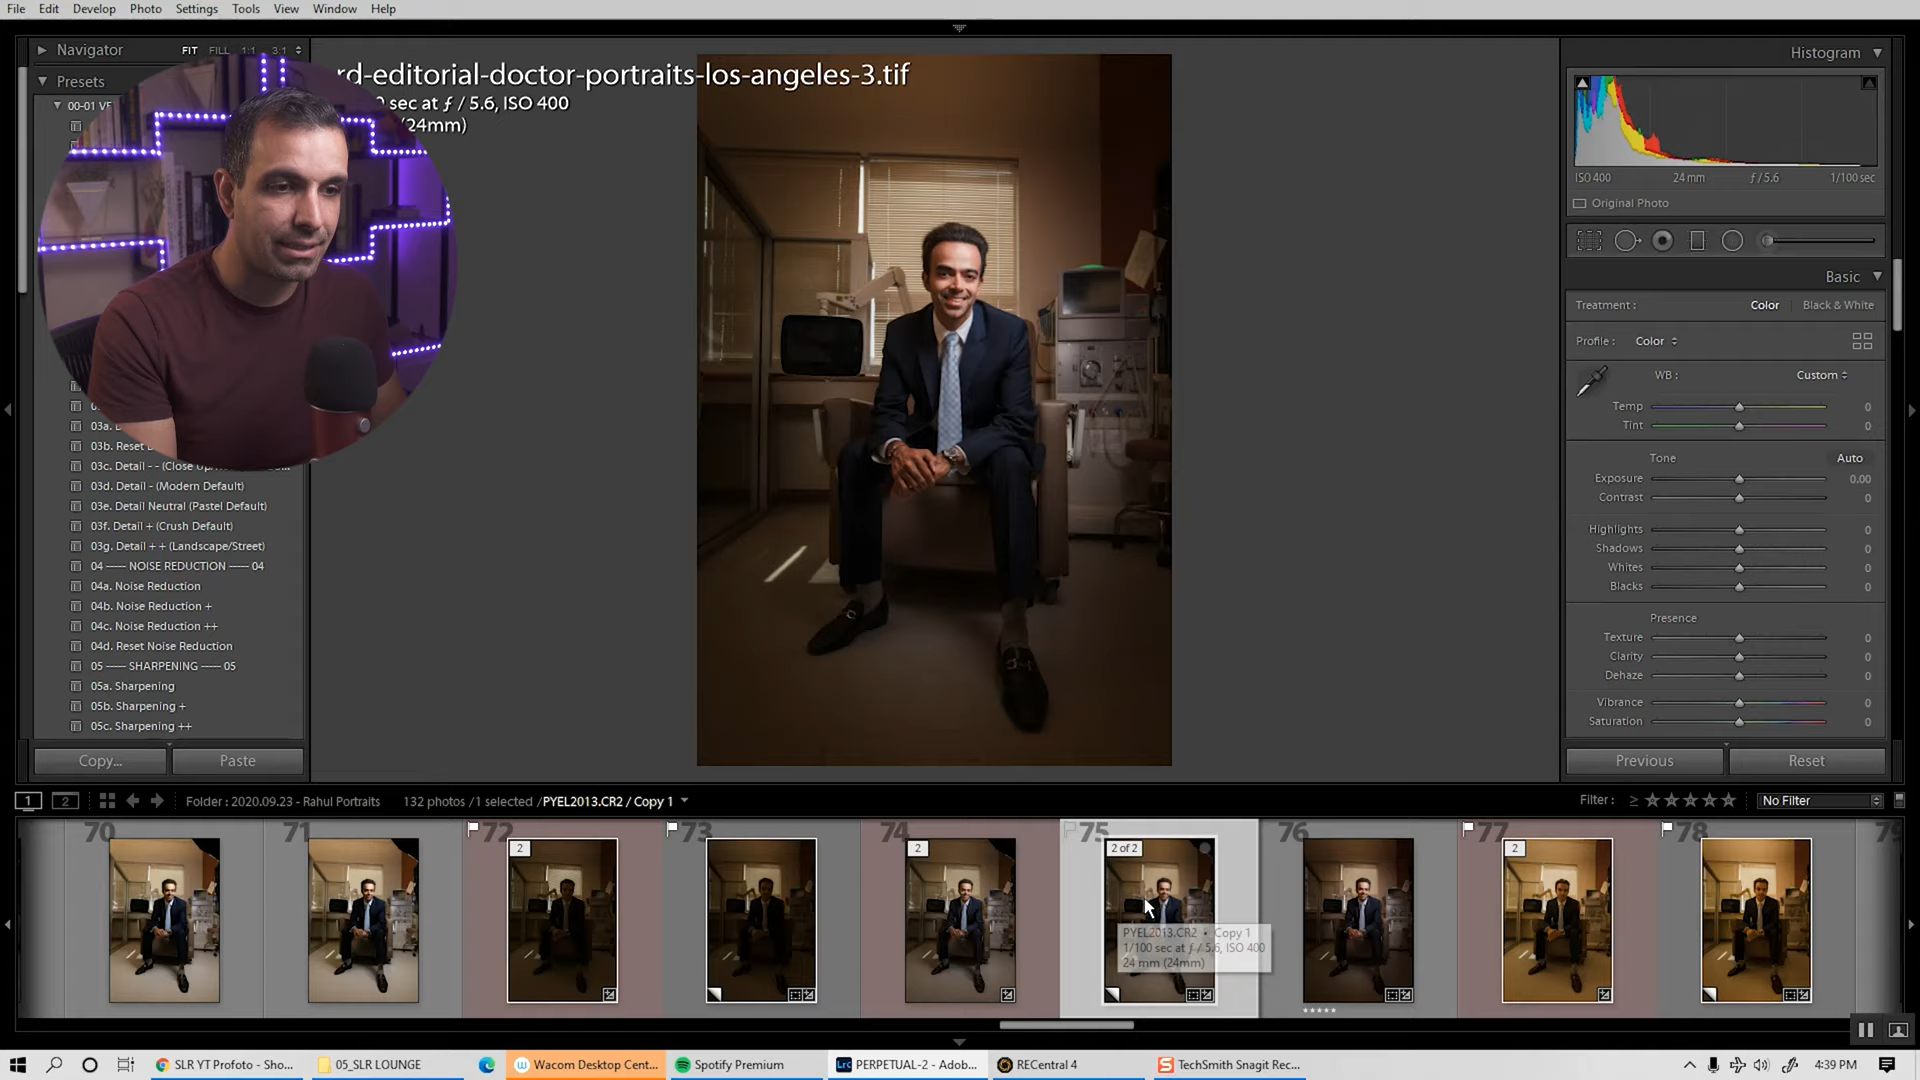 File Edit Develop Photo Settings Tools View Window Help
Navigator FIT FILL 1:1 3:1
Presets
rd-editorial-doctor-portraits-los-angeles-3.tif
sec at ƒ / 5.6, ISO 400
(24mm)
03b. Reset
03d. Detail - (Modern Default)
03e. Detail Neutral (Pastel Default)
03f. Detail + (Crush Default)
03g. Detail + + (Landscape/Street)
04 —— NOISE REDUCTION —— 04
04a. Noise Reduction
04b. Noise Reduction +
04c. Noise Reduction ++
04d. Reset Noise Reduction
05 —— SHARPENING —— 05
05a. Sharpening
05b. Sharpening +
05c. Sharpening ++
Copy... Paste
Histogram
ISO 400 24 mm ƒ / 5.6 1/100 sec
Original Photo
Basic
Treatment : Color Black & White
Profile : Color
WB : Custom
Temp 0
Tint 0
Tone Auto
Exposure 0.00
Contrast 0
Highlights 0
Shadows 0
Whites 0
Blacks 0
Presence
Texture 0
Clarity 0
Dehaze 0
Vibrance 0
Saturation 0
Previous Reset
1 2 Folder : 2020.09.23 - Rahul Portraits 132 photos / 1 selected / PYEL2013.CR2 / Copy 1 Filter : ≥ No Filter
70 71 72 73 74 75 76 77 78 79
2 2 2 of 2 2
PYEL2013.CR2 • Copy 1
1/100 sec at ƒ / 5.6, ISO 400
24 mm (24mm)
SLR YT Profoto - Sho... 05_SLR LOUNGE Wacom Desktop Cent... Spotify Premium PERPETUAL-2 - Adob... RECentral 4 TechSmith Snagit Rec... 4:39 PM